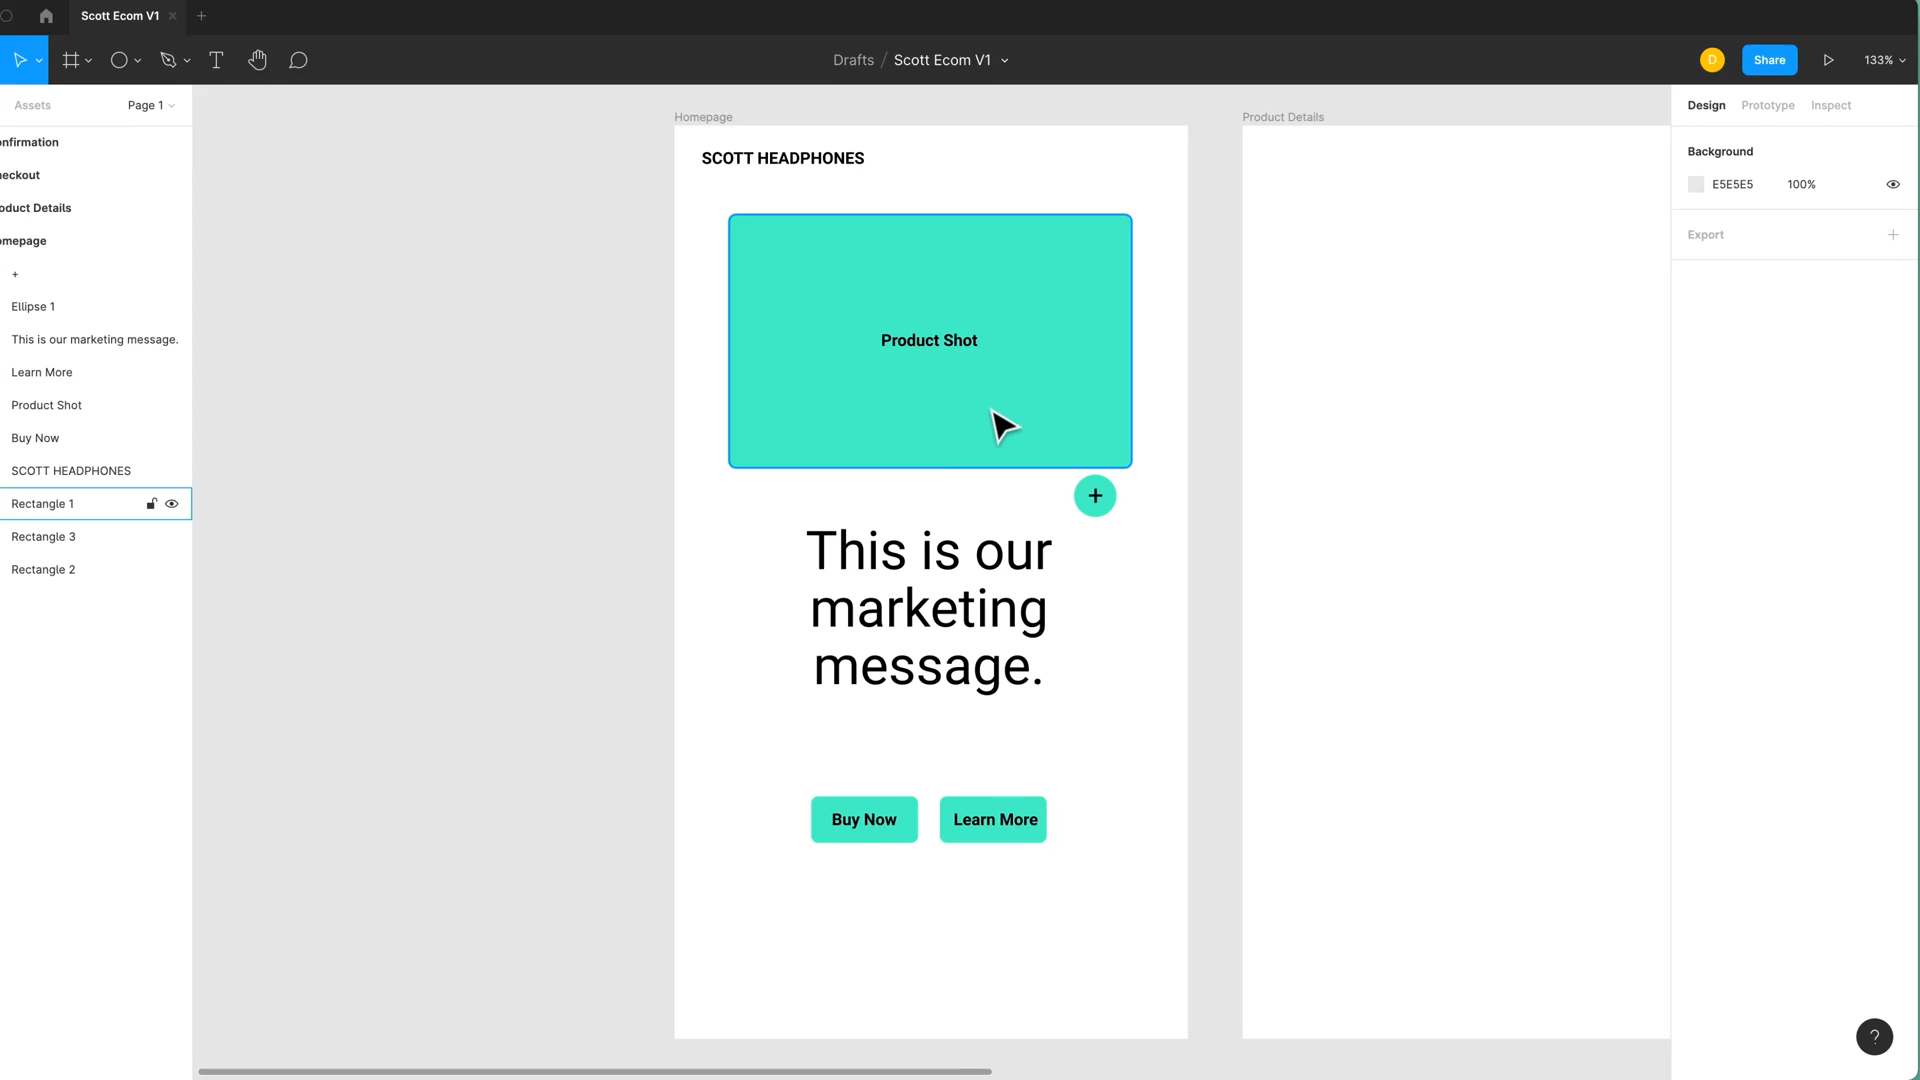 Scott Ecom V1
Drafts / Scott Ecom V1
D
Share
133%
Assets
Page 1
onfirmation
heckout
oduct Details
omepage
+
Ellipse 1
This is our marketing message.
Learn More
Product Shot
Buy Now
SCOTT HEADPHONES
Rectangle 1
Rectangle 3
Rectangle 2
Homepage
SCOTT HEADPHONES
Product Shot
+
This is our
marketing
message.
Buy Now
Learn More
Product Details
Design
Prototype
Inspect
Background
E5E5E5
100%
Export
?